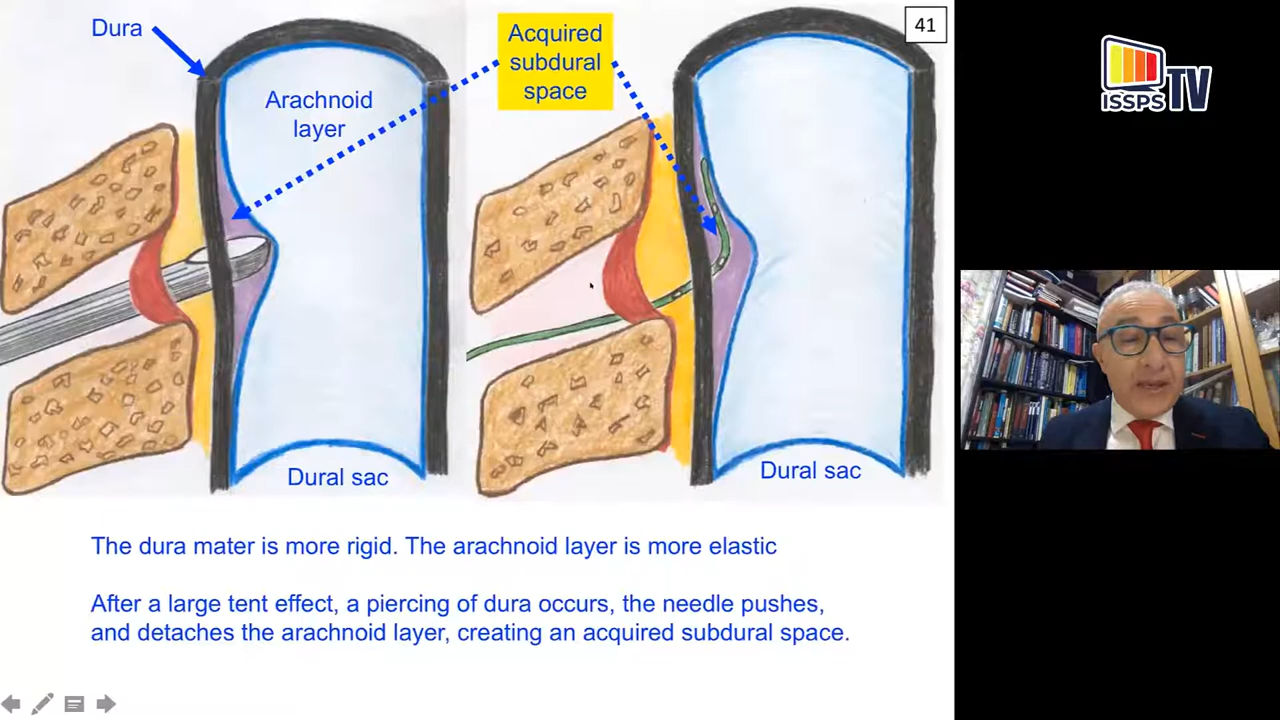 Dura
Acquired
subdural
space
41
Arachnoid
layer
Dural sac
Dural sac
The dura mater is more rigid. The arachnoid layer is more elastic
After a large tent effect, a piercing of dura occurs, the needle pushes,
and detaches the arachnoid layer, creating an acquired subdural space.
ISSPS TV